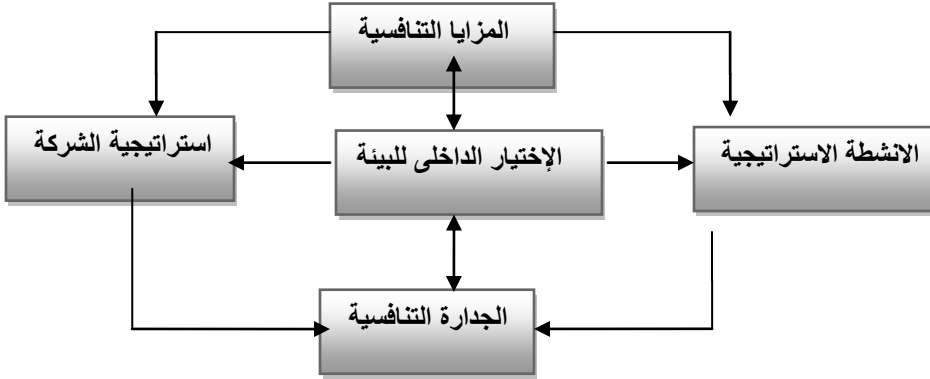 المزايا التنافسية
الانشطة الاستراتيجية
الإختيار الداخلى للبيئة
استراتيجية الشركة
الجدارة التنافسية